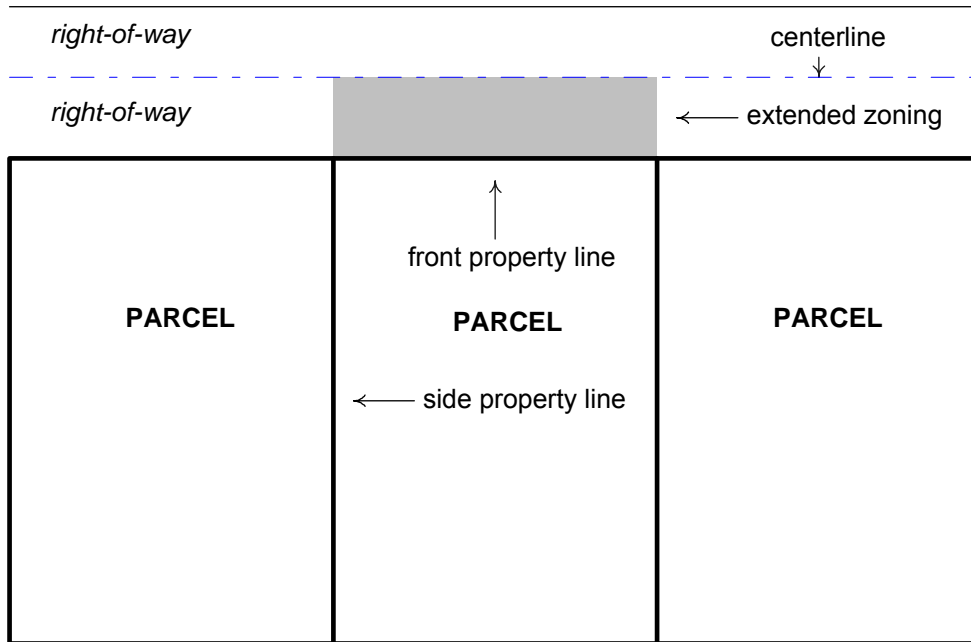 right-of-way
centerline
right-of-way
extended zoning
front property line
PARCEL
PARCEL
PARCEL
side property line